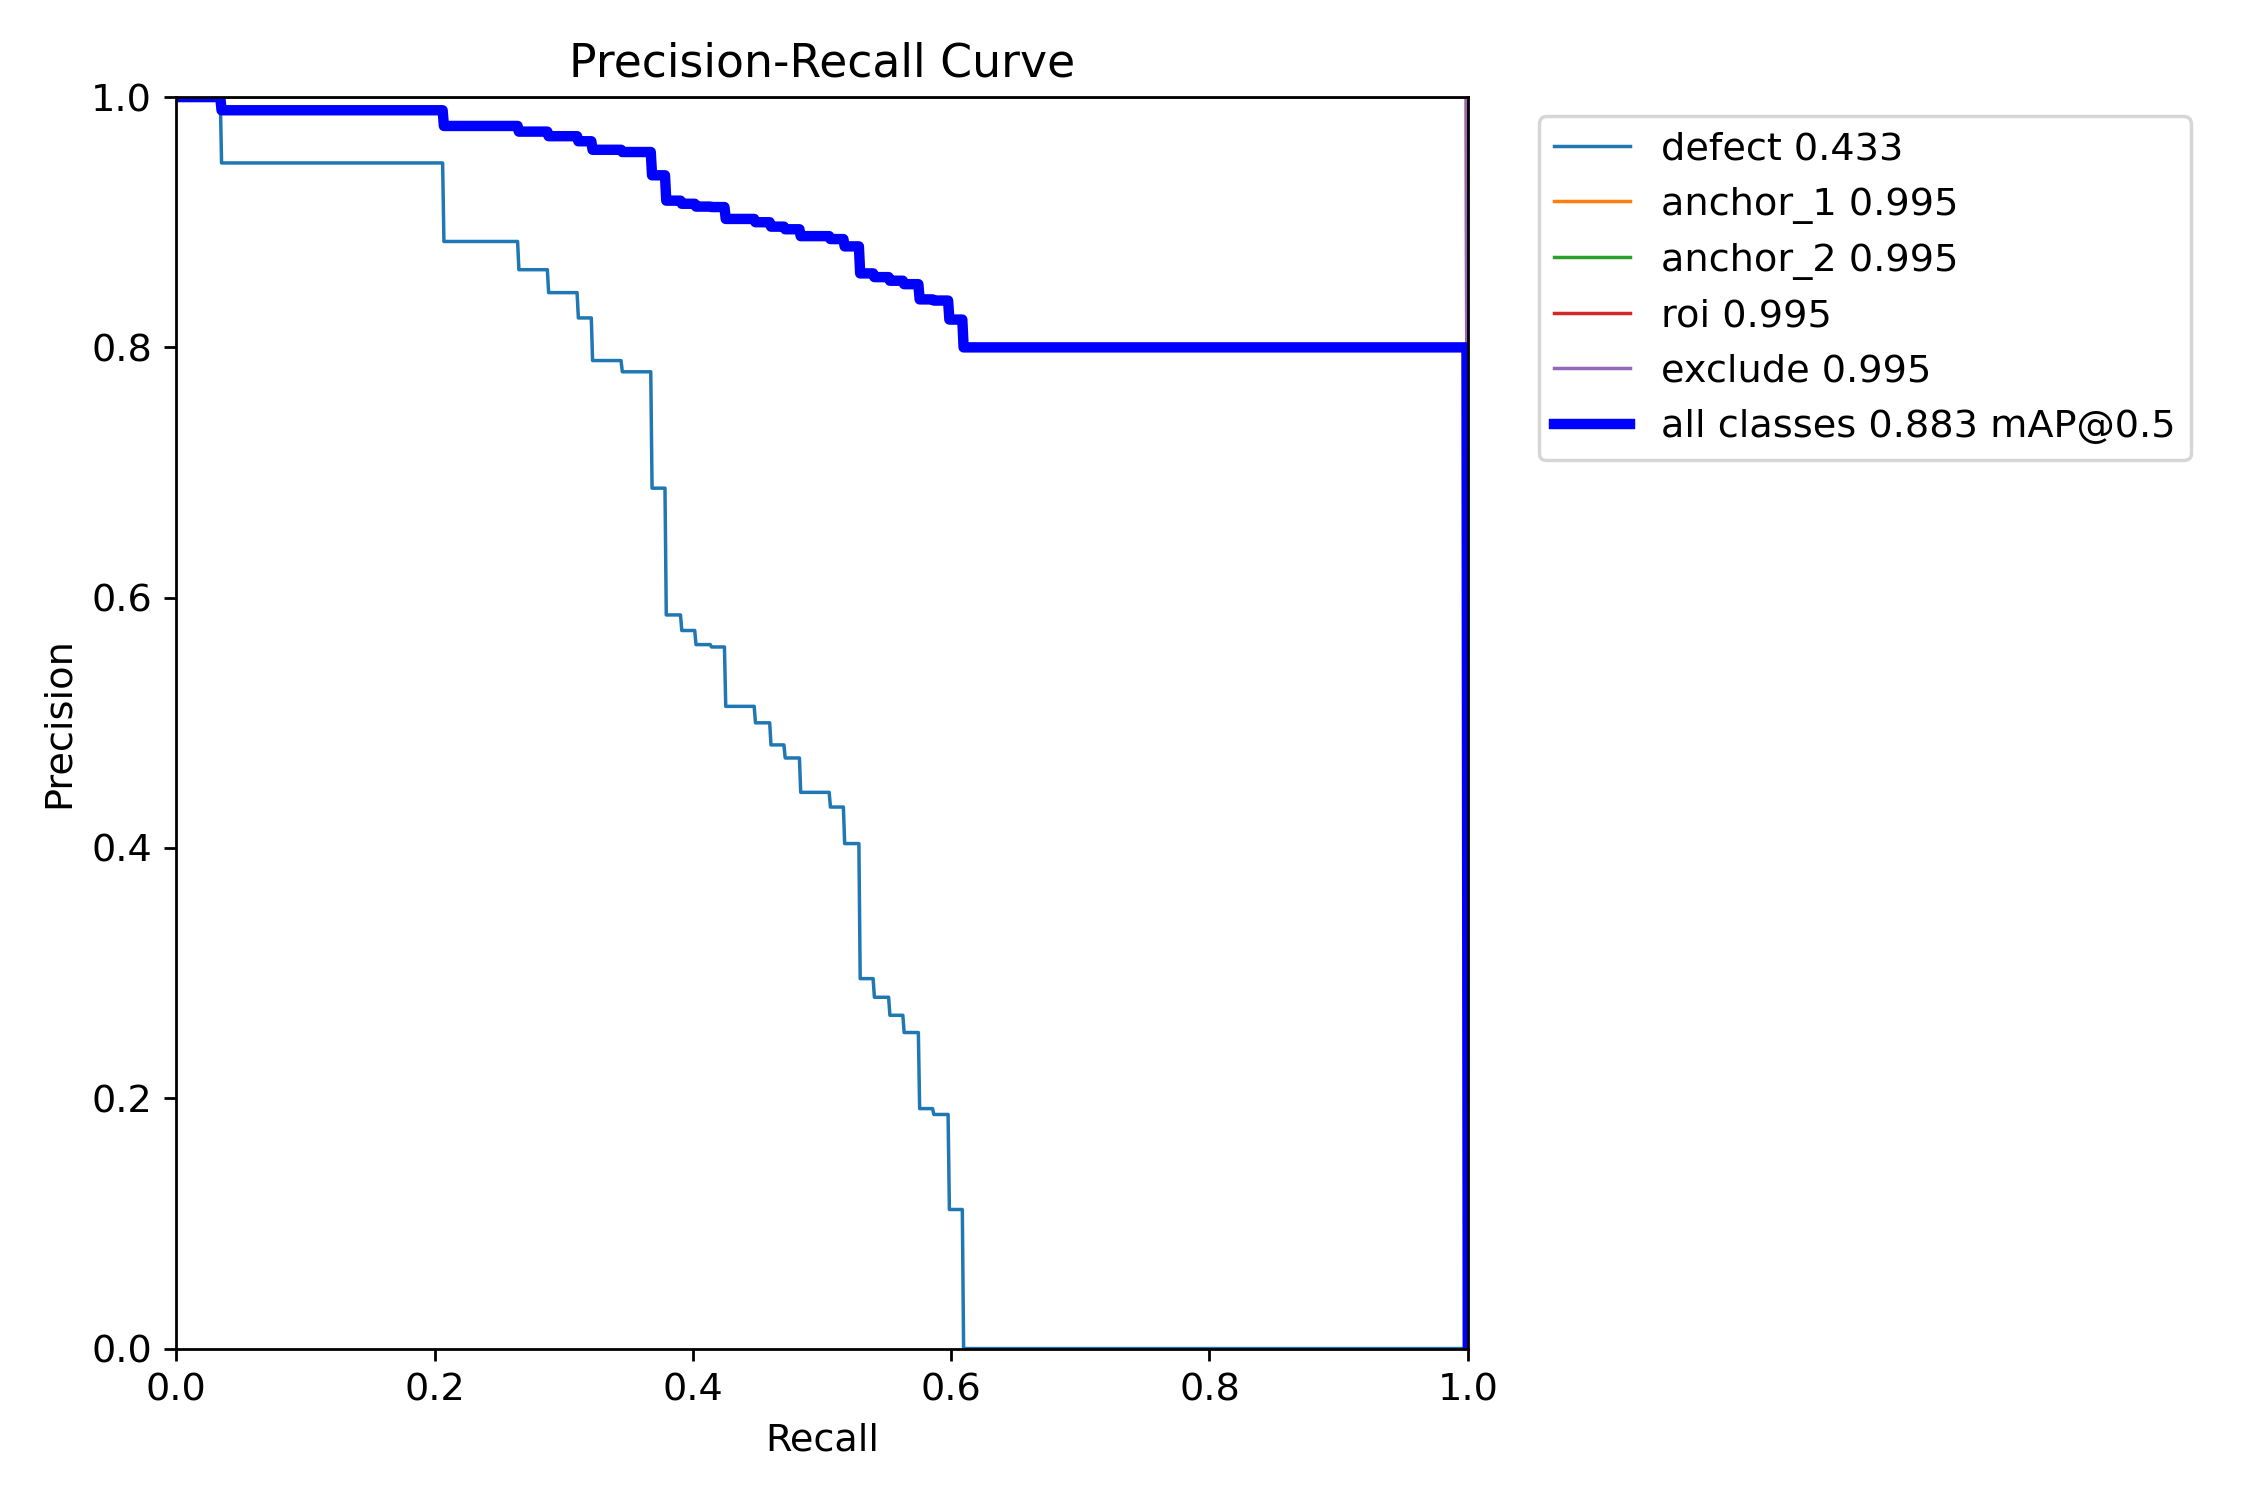 Precision-Recall Curve
1.0
0.8
0.6
0.4
0.2
0.0
Precision
0.0 0.2 0.4 0.6 0.8 1.0
Recall
defect 0.433
anchor_1 0.995
anchor_2 0.995
roi 0.995
exclude 0.995
all classes 0.883 mAP@0.5